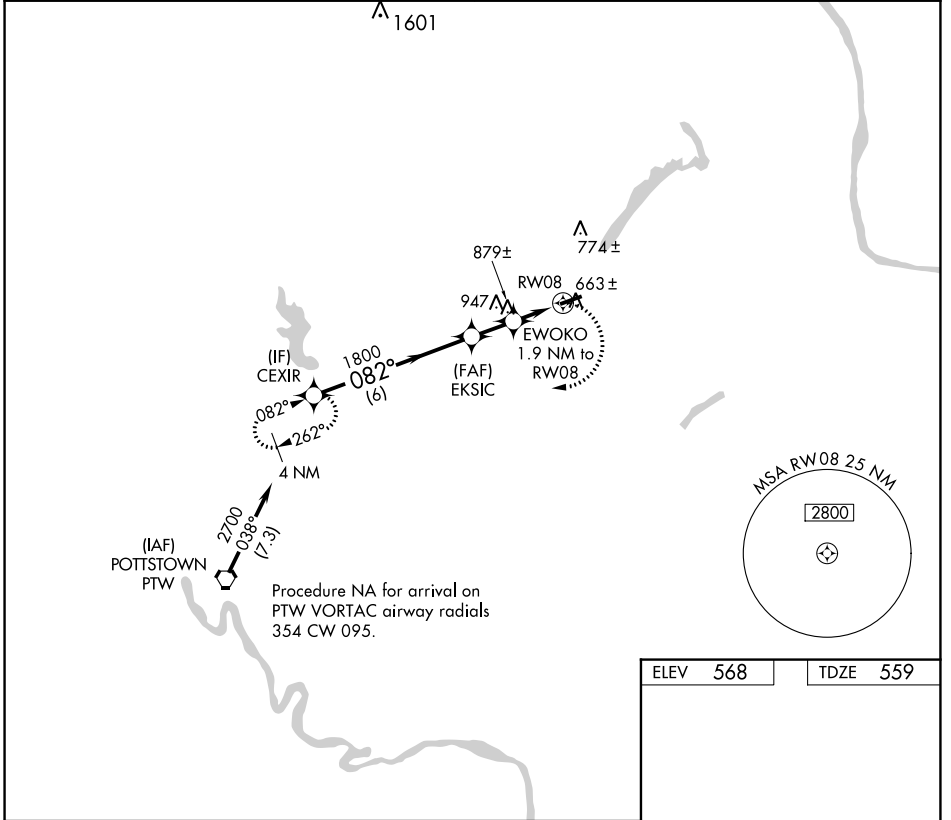 1601
774±
879±
RW08
663±
947
EWOKO
1.9 NM to
RW08
(FAF)
EKSIC
(IF)
CEXIR
1800
082°
(6)
082°
262°
4 NM
2700
038°
(7.3)
(IAF)
POTTSTOWN
PTW
Procedure NA for arrival on
PTW VORTAC airway radials
354 CW 095.
MSA RW08 25 NM
2800
ELEV 568
TDZE 559